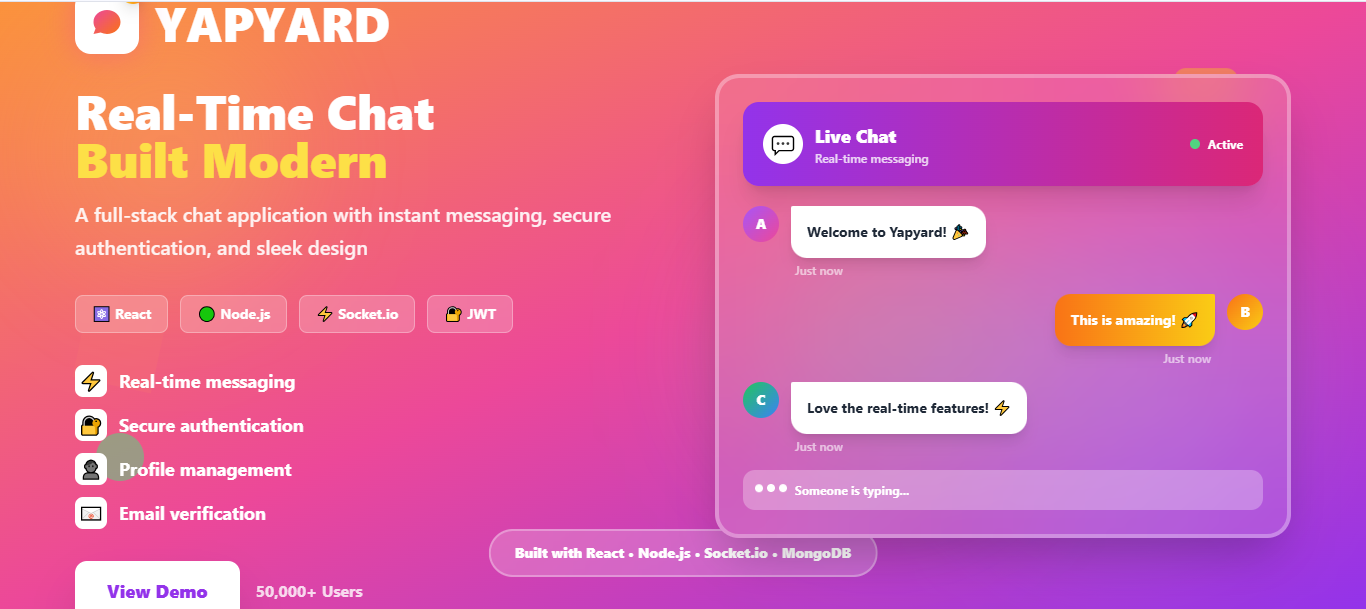 YAPYARD
Real-Time Chat
Built Modern
A full-stack chat application with instant messaging, secure
authentication, and sleek design
⚛️ React
🟢 Node.js
⚡ Socket.io
🔐 JWT
⚡ Real-time messaging
🔐 Secure authentication
👤 Profile management
📧 Email verification
View Demo
50,000+ Users
💬 Live Chat
Real-time messaging
Active
A
Welcome to Yapyard! 🎉
Just now
This is amazing! 🚀
B
Just now
C
Love the real-time features! ⚡
Just now
Someone is typing...
Built with React • Node.js • Socket.io • MongoDB